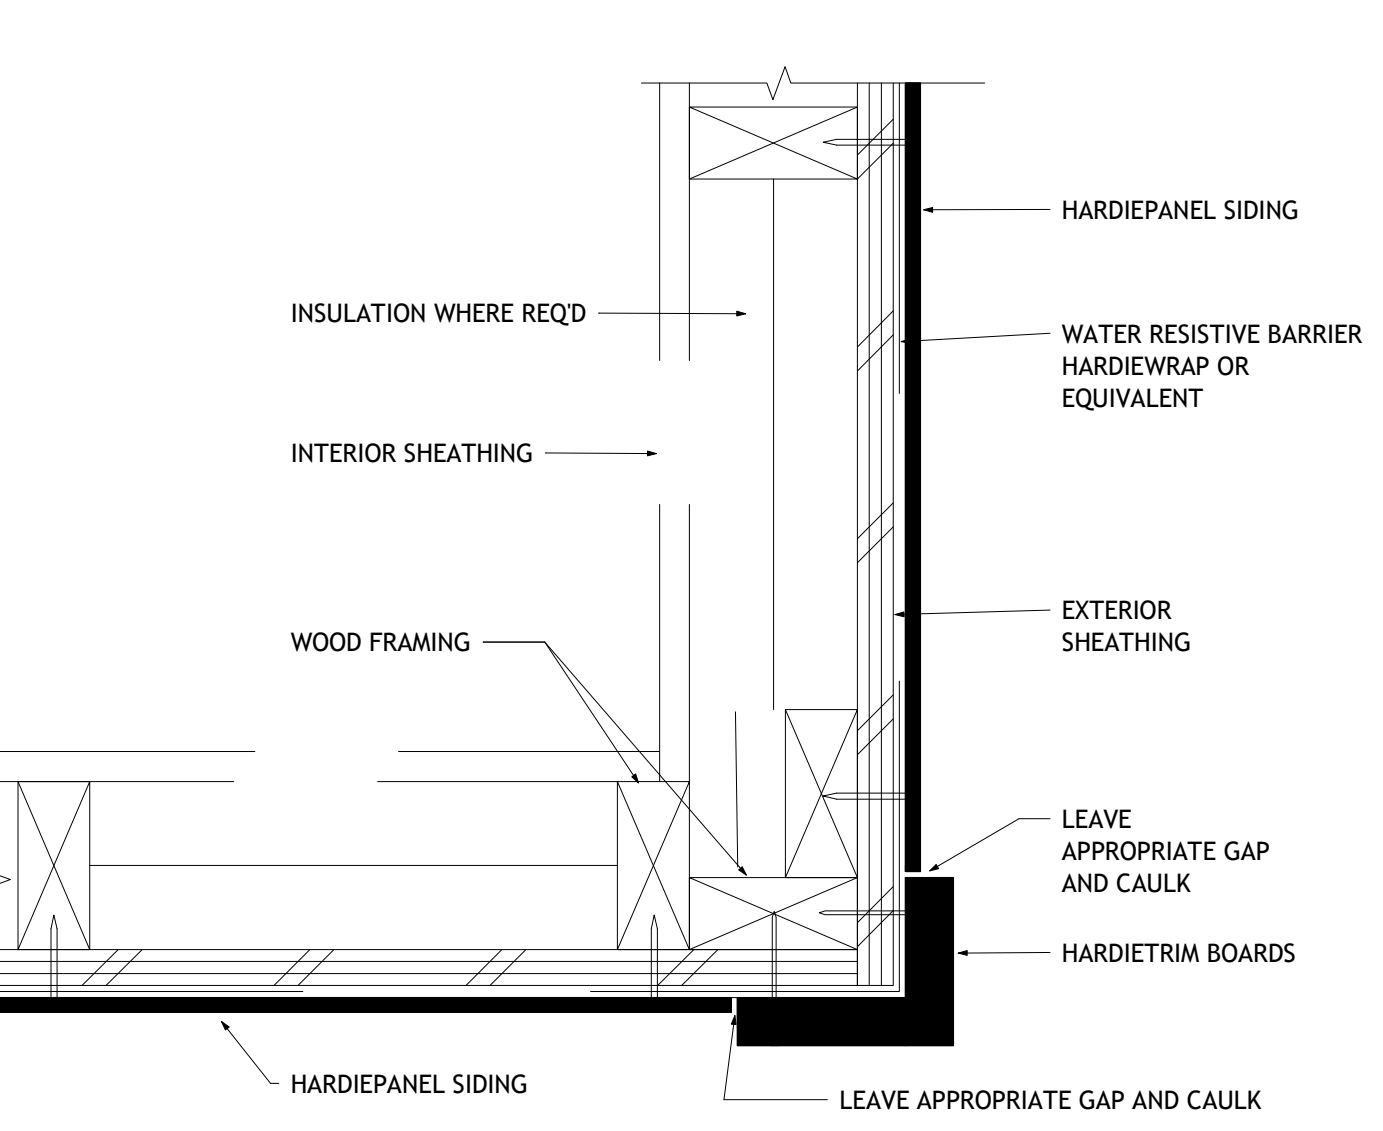 HARDIEPANEL SIDING
INSULATION WHERE REQ'D
WATER RESISTIVE BARRIER
HARDIEWRAP OR
EQUIVALENT
INTERIOR SHEATHING
EXTERIOR
SHEATHING
WOOD FRAMING
LEAVE
APPROPRIATE GAP
AND CAULK
HARDIETRIM BOARDS
HARDIEPANEL SIDING
LEAVE APPROPRIATE GAP AND CAULK